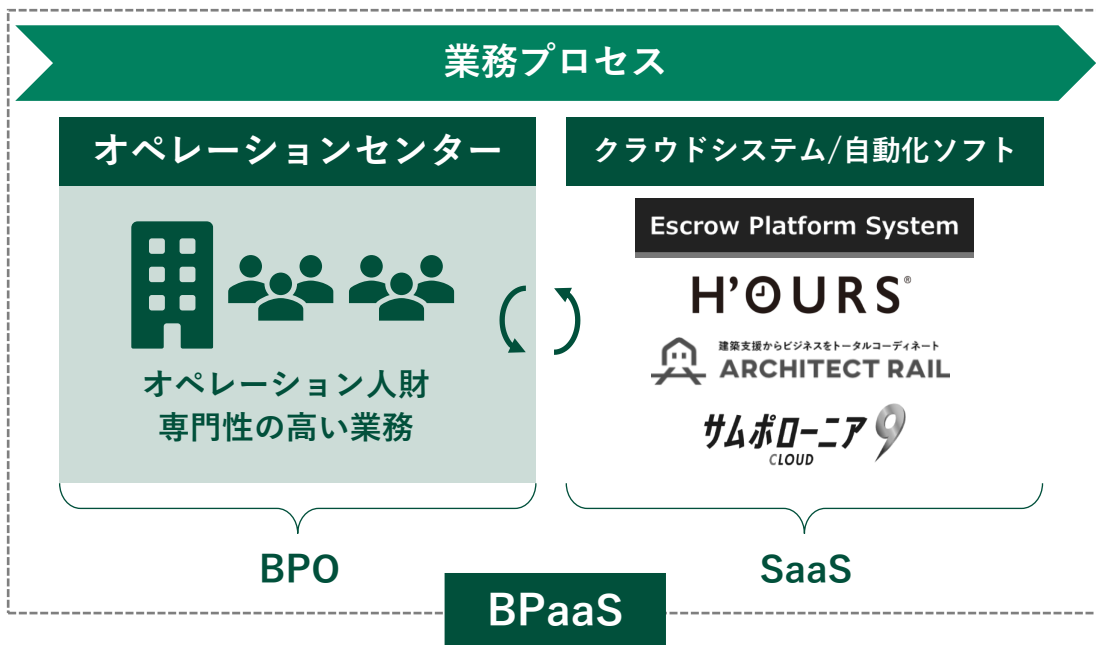 業務プロセス
オペレーションセンター
オペレーション人財
専門性の高い業務
BPO
クラウドシステム/自動化ソフト
Escrow Platform System
H'OURS®
建築支援からビジネスをトータルコーディネート
ARCHITECT RAIL
サムポローニア9
CLOUD
SaaS
BPaaS